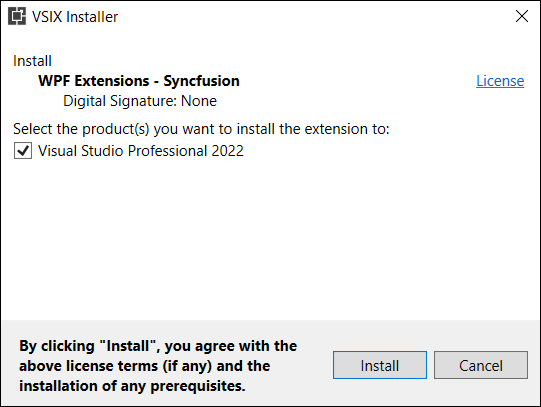 VSIX Installer
Install
WPF Extensions - Syncfusion
License
Digital Signature: None
Select the product(s) you want to install the extension to:
Visual Studio Professional 2022
By clicking "Install", you agree with the
above license terms (if any) and the
installation of any prerequisites.
Install
Cancel